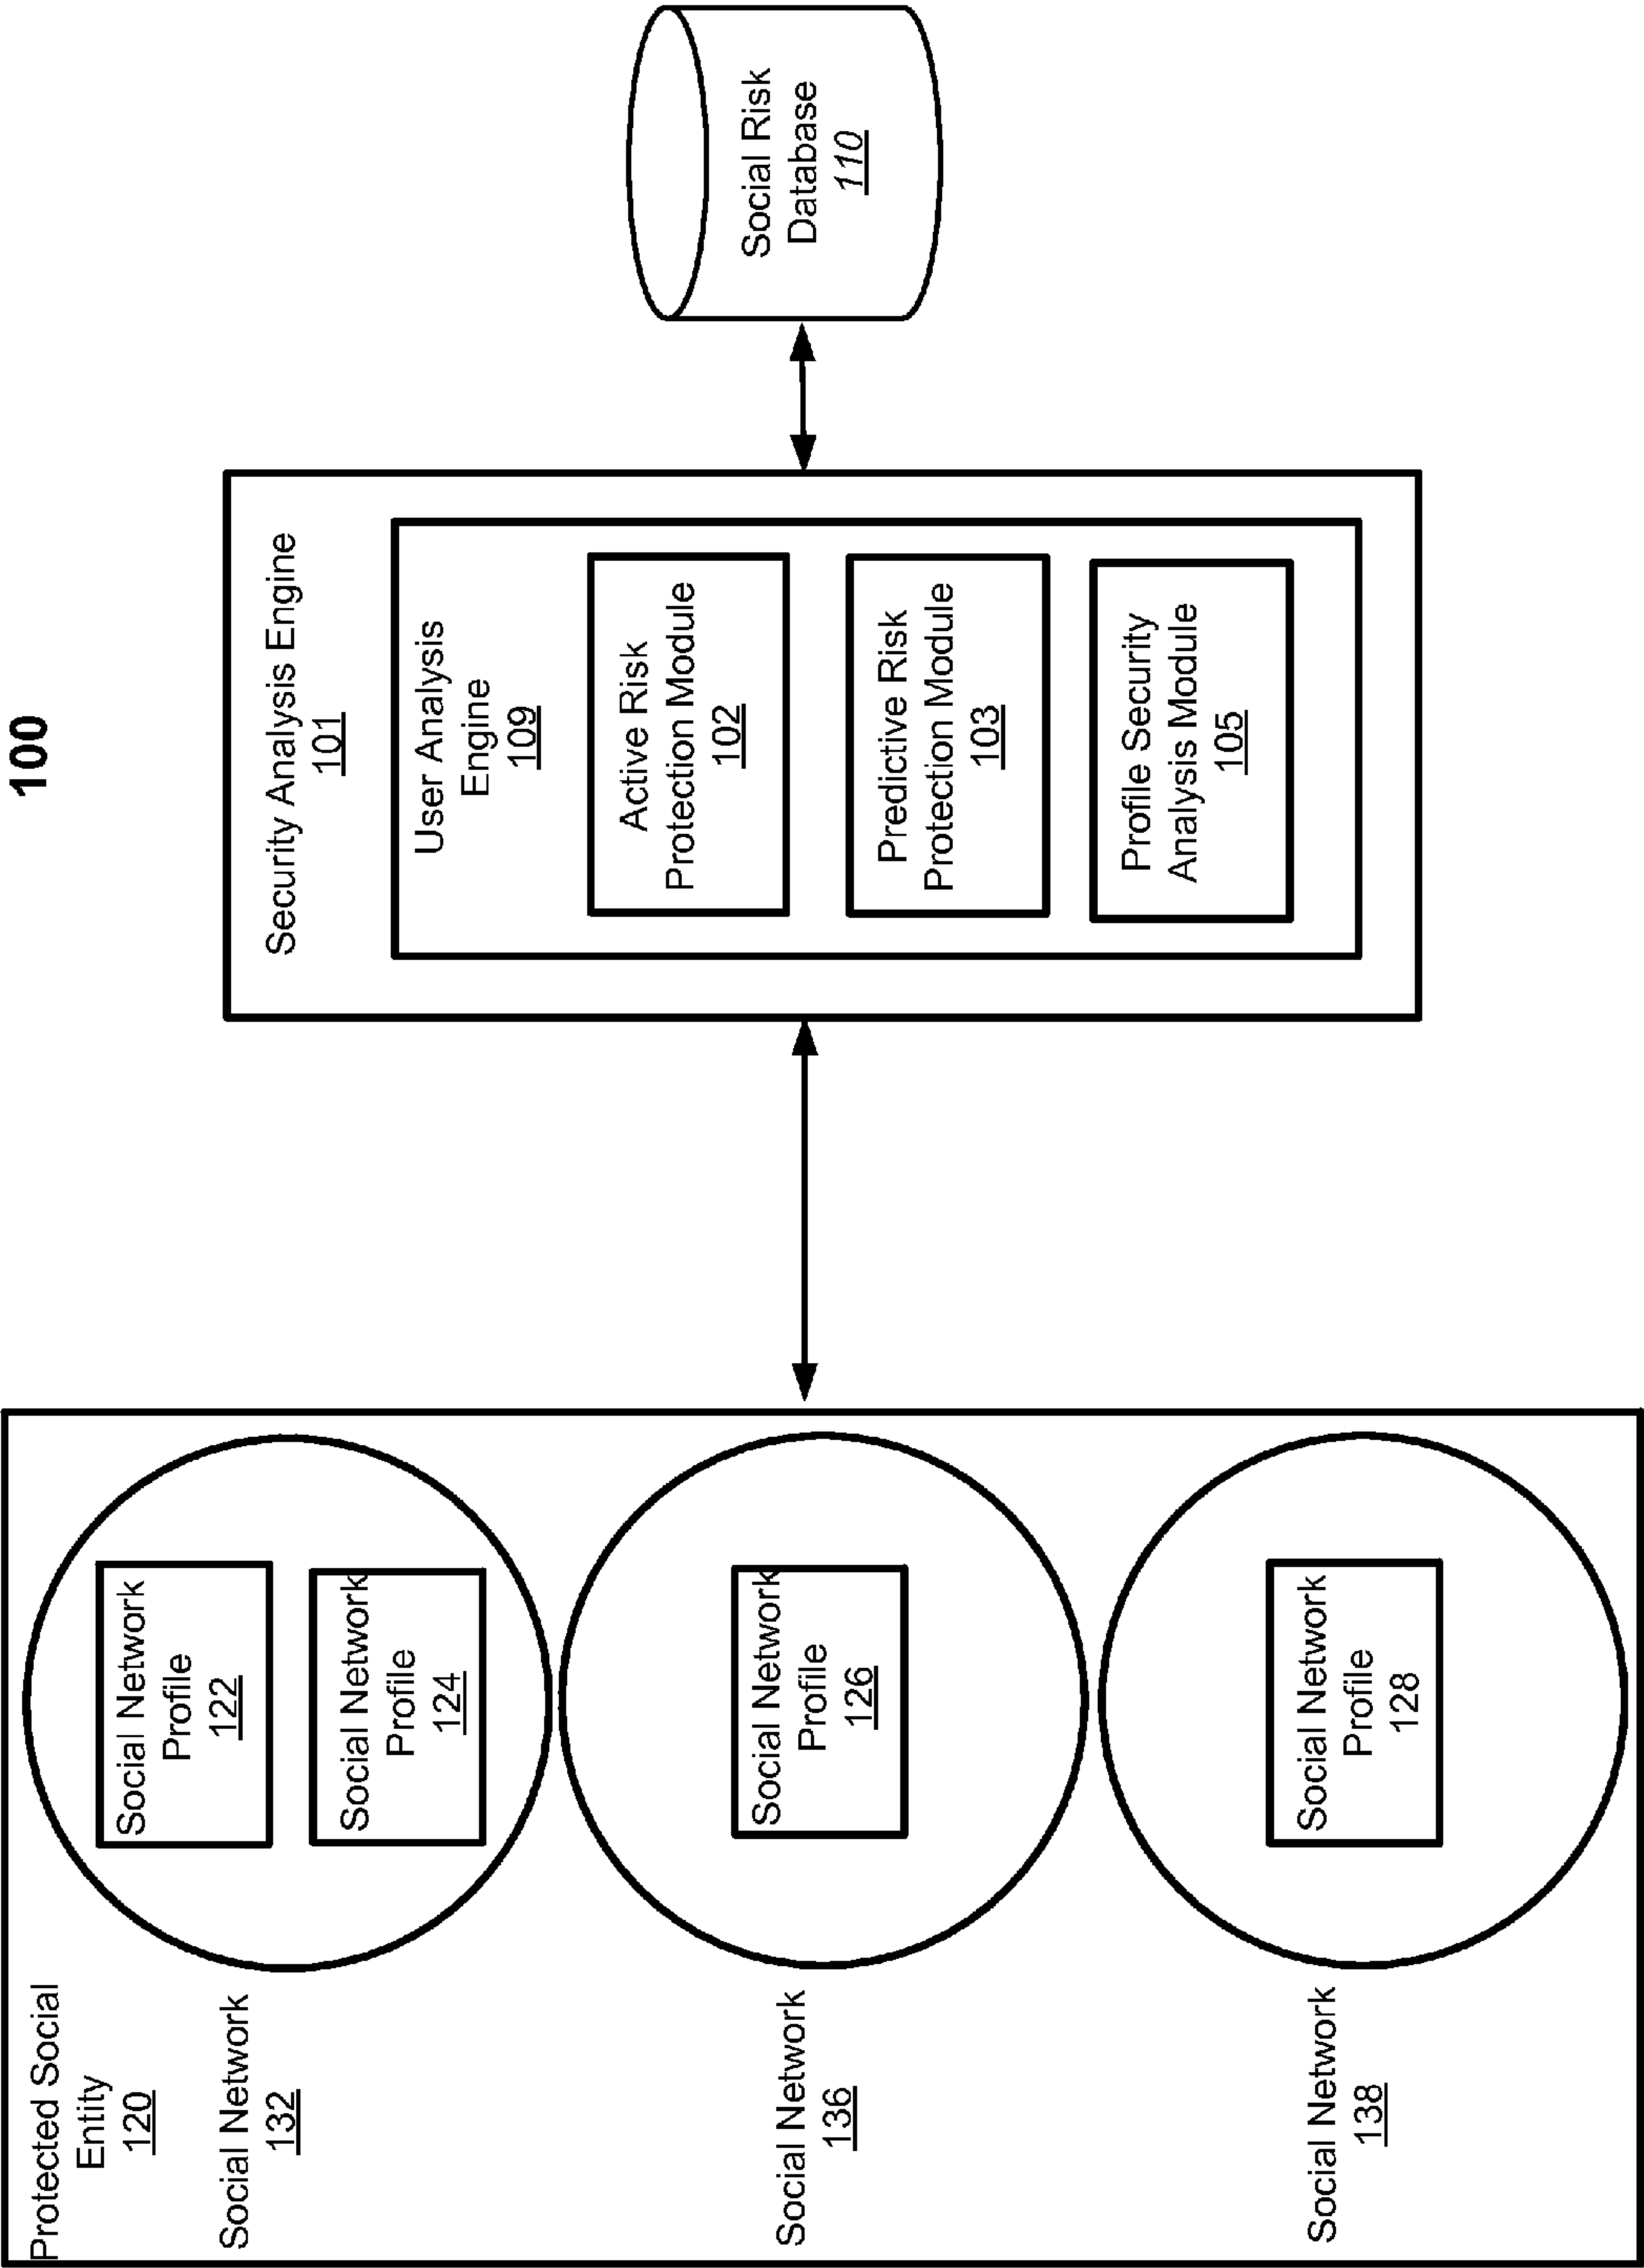 100
Protected Social
Entity
120
Social Network
132
Social Network
Profile
122
Social Network
Profile
124
Social Network
136
Social Network
Profile
126
Social Network
138
Social Network
Profile
128
Security Analysis Engine
101
User Analysis
Engine
109
Active Risk
Protection Module
102
Predictive Risk
Protection Module
103
Profile Security
Analysis Module
105
Social Risk
Database
110